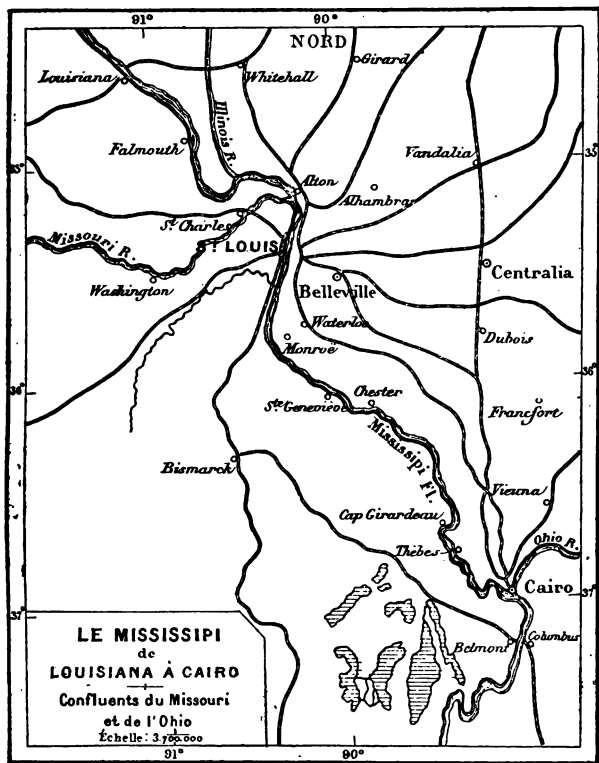 91° 90°
NORD
Girard
Louisiana
Whitehall
Illinois R.
Falmouth
35°
Vandalia
35°
Alton
Alhambra
St. Charles
St. LOUIS
Missouri R.
Washington
Centralia
Belleville
Waterloo
Dubois
Monroe
36°
36°
Chester
Ste. Geneviève
Francfort
Mississipi Fl.
Bismarck
Vienna
Cap Girardeau
Ohio R.
Thèbes
Cairo
37°
37°
Belmont
Columbus
LE MISSISSIPI
de
LOUISIANA À CAIRO
Confluents du Missouri
et de l'Ohio
Échelle: 3.700.000
91° 90°